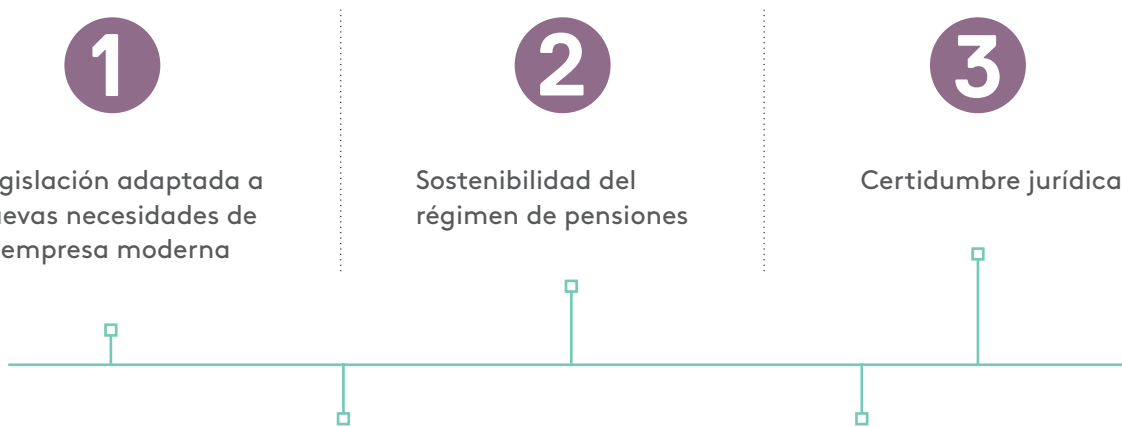 1
gislación adaptada a
evas necesidades de
empresa moderna
2
Sostenibilidad del
régimen de pensiones
3
Certidumbre jurídica